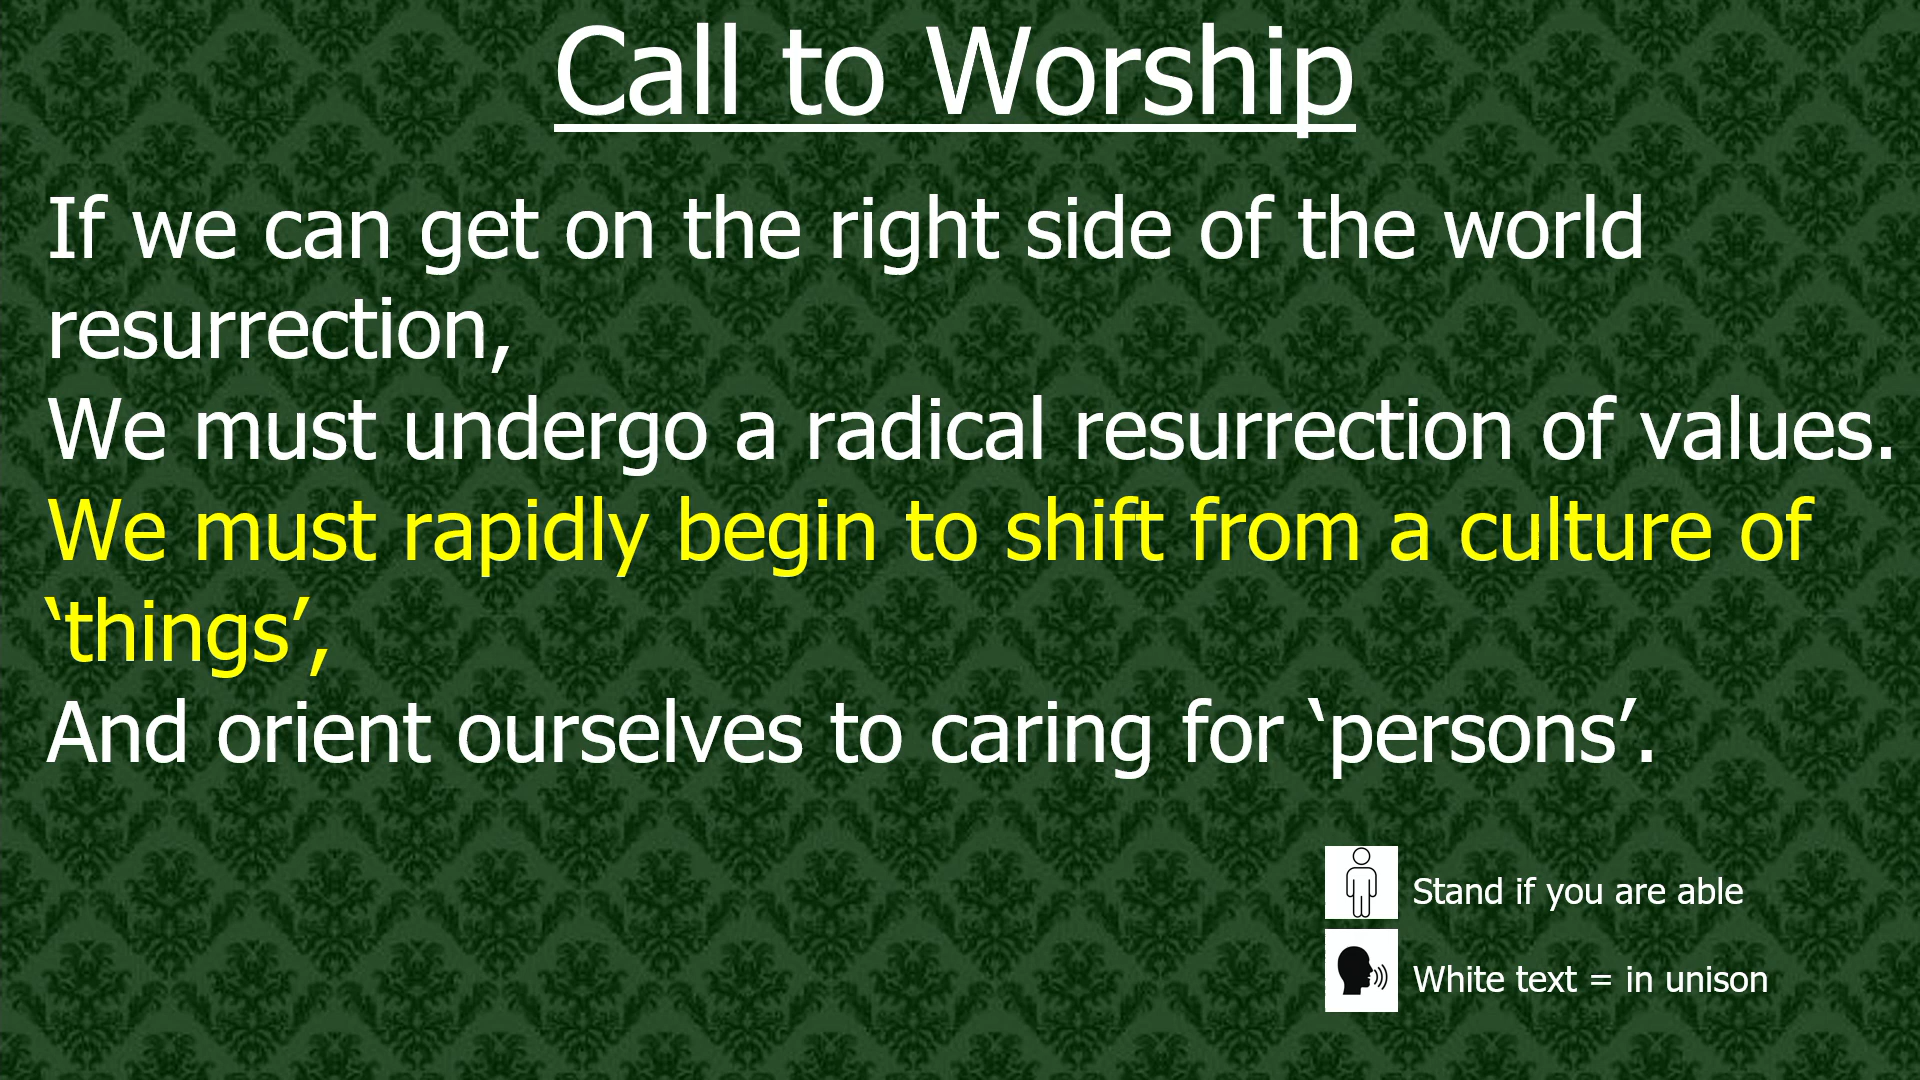 Call to Worship
If we can get on the right side of the world
resurrection,
We must undergo a radical resurrection of values.
We must rapidly begin to shift from a culture of
‘things’,
And orient ourselves to caring for ‘persons’.
Stand if you are able
White text = in unison